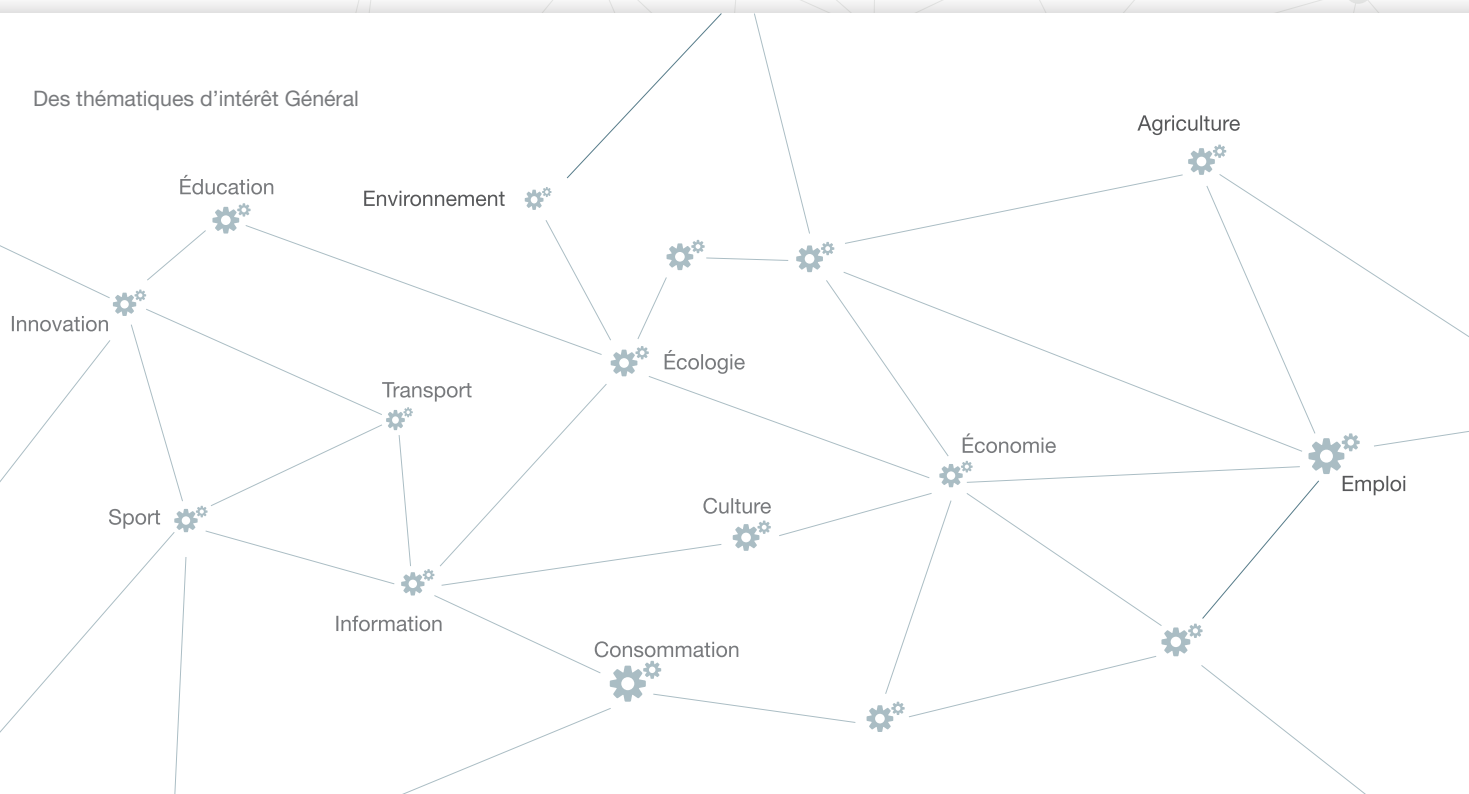 Des thématiques d’intérêt Général
Agriculture
Éducation
Environnement
Innovation
Écologie
Transport
Économie
Emploi
Culture
Sport
Information
Consommation